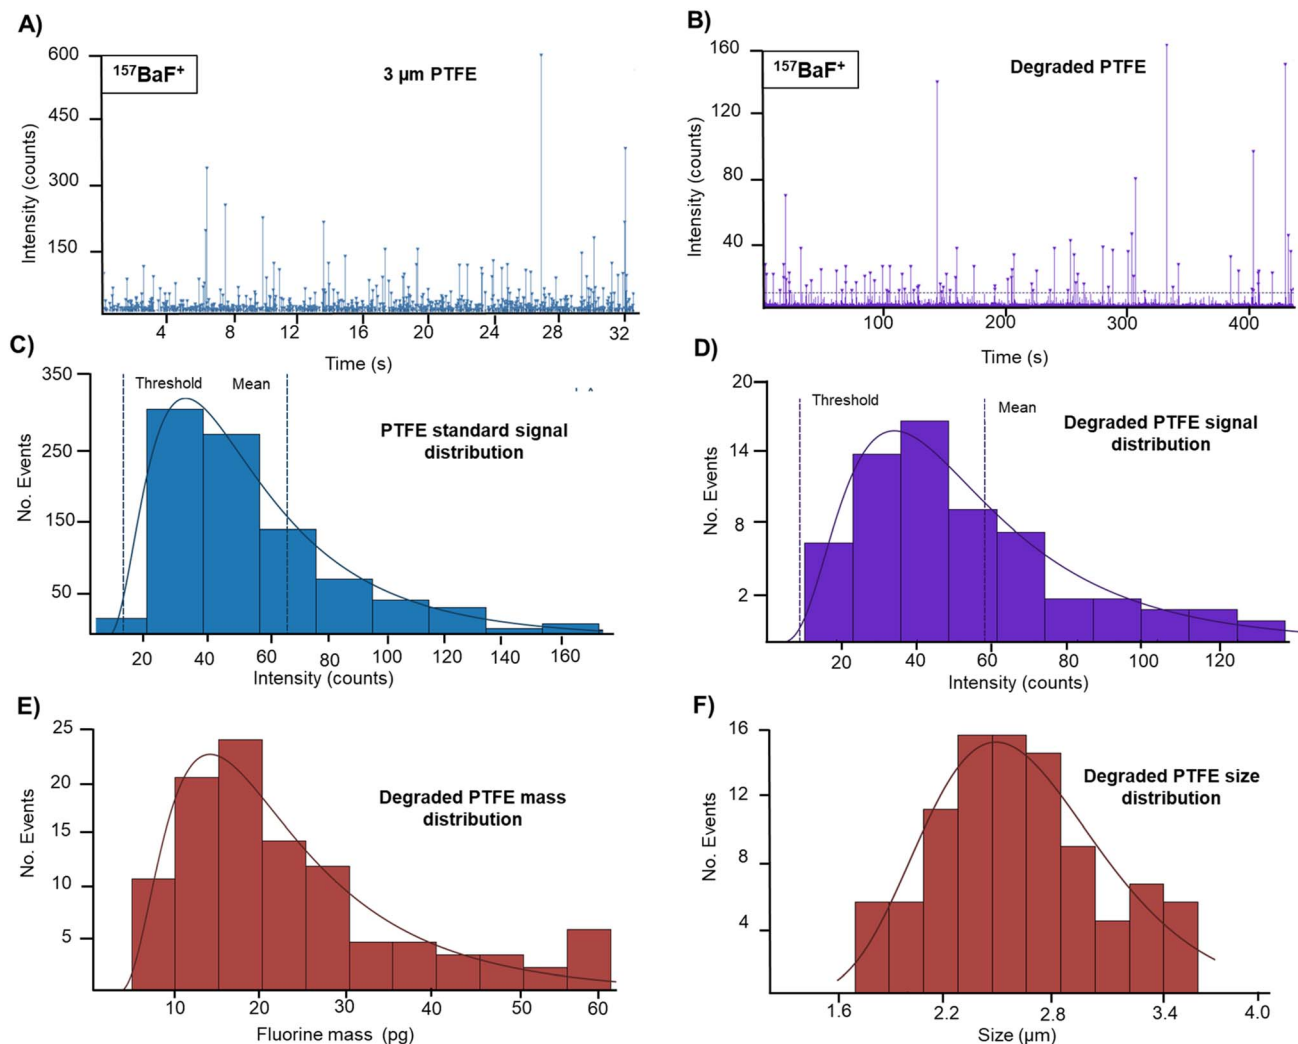 A)
600
450
300
150
Intensity (counts)
¹⁵⁷BaF⁺
3 µm PTFE
4
8
12
16
20
24
28
32
Time (s)
B)
160
120
80
40
Intensity (counts)
¹⁵⁷BaF⁺
Degraded PTFE
100
200
300
400
Time (s)
C)
350
250
150
50
No. Events
Threshold
Mean
PTFE standard signal
distribution
20
40
60
80
100
120
140
160
Intensity (counts)
D)
20
14
8
2
No. Events
Threshold
Mean
Degraded PTFE signal
distribution
20
40
60
80
100
120
Intensity (counts)
E)
25
20
15
10
5
No. Events
Degraded PTFE mass
distribution
10
20
30
40
50
60
Fluorine mass (pg)
F)
16
12
8
4
No. Events
Degraded PTFE size
distribution
1.6
2.2
2.8
3.4
4.0
Size (µm)